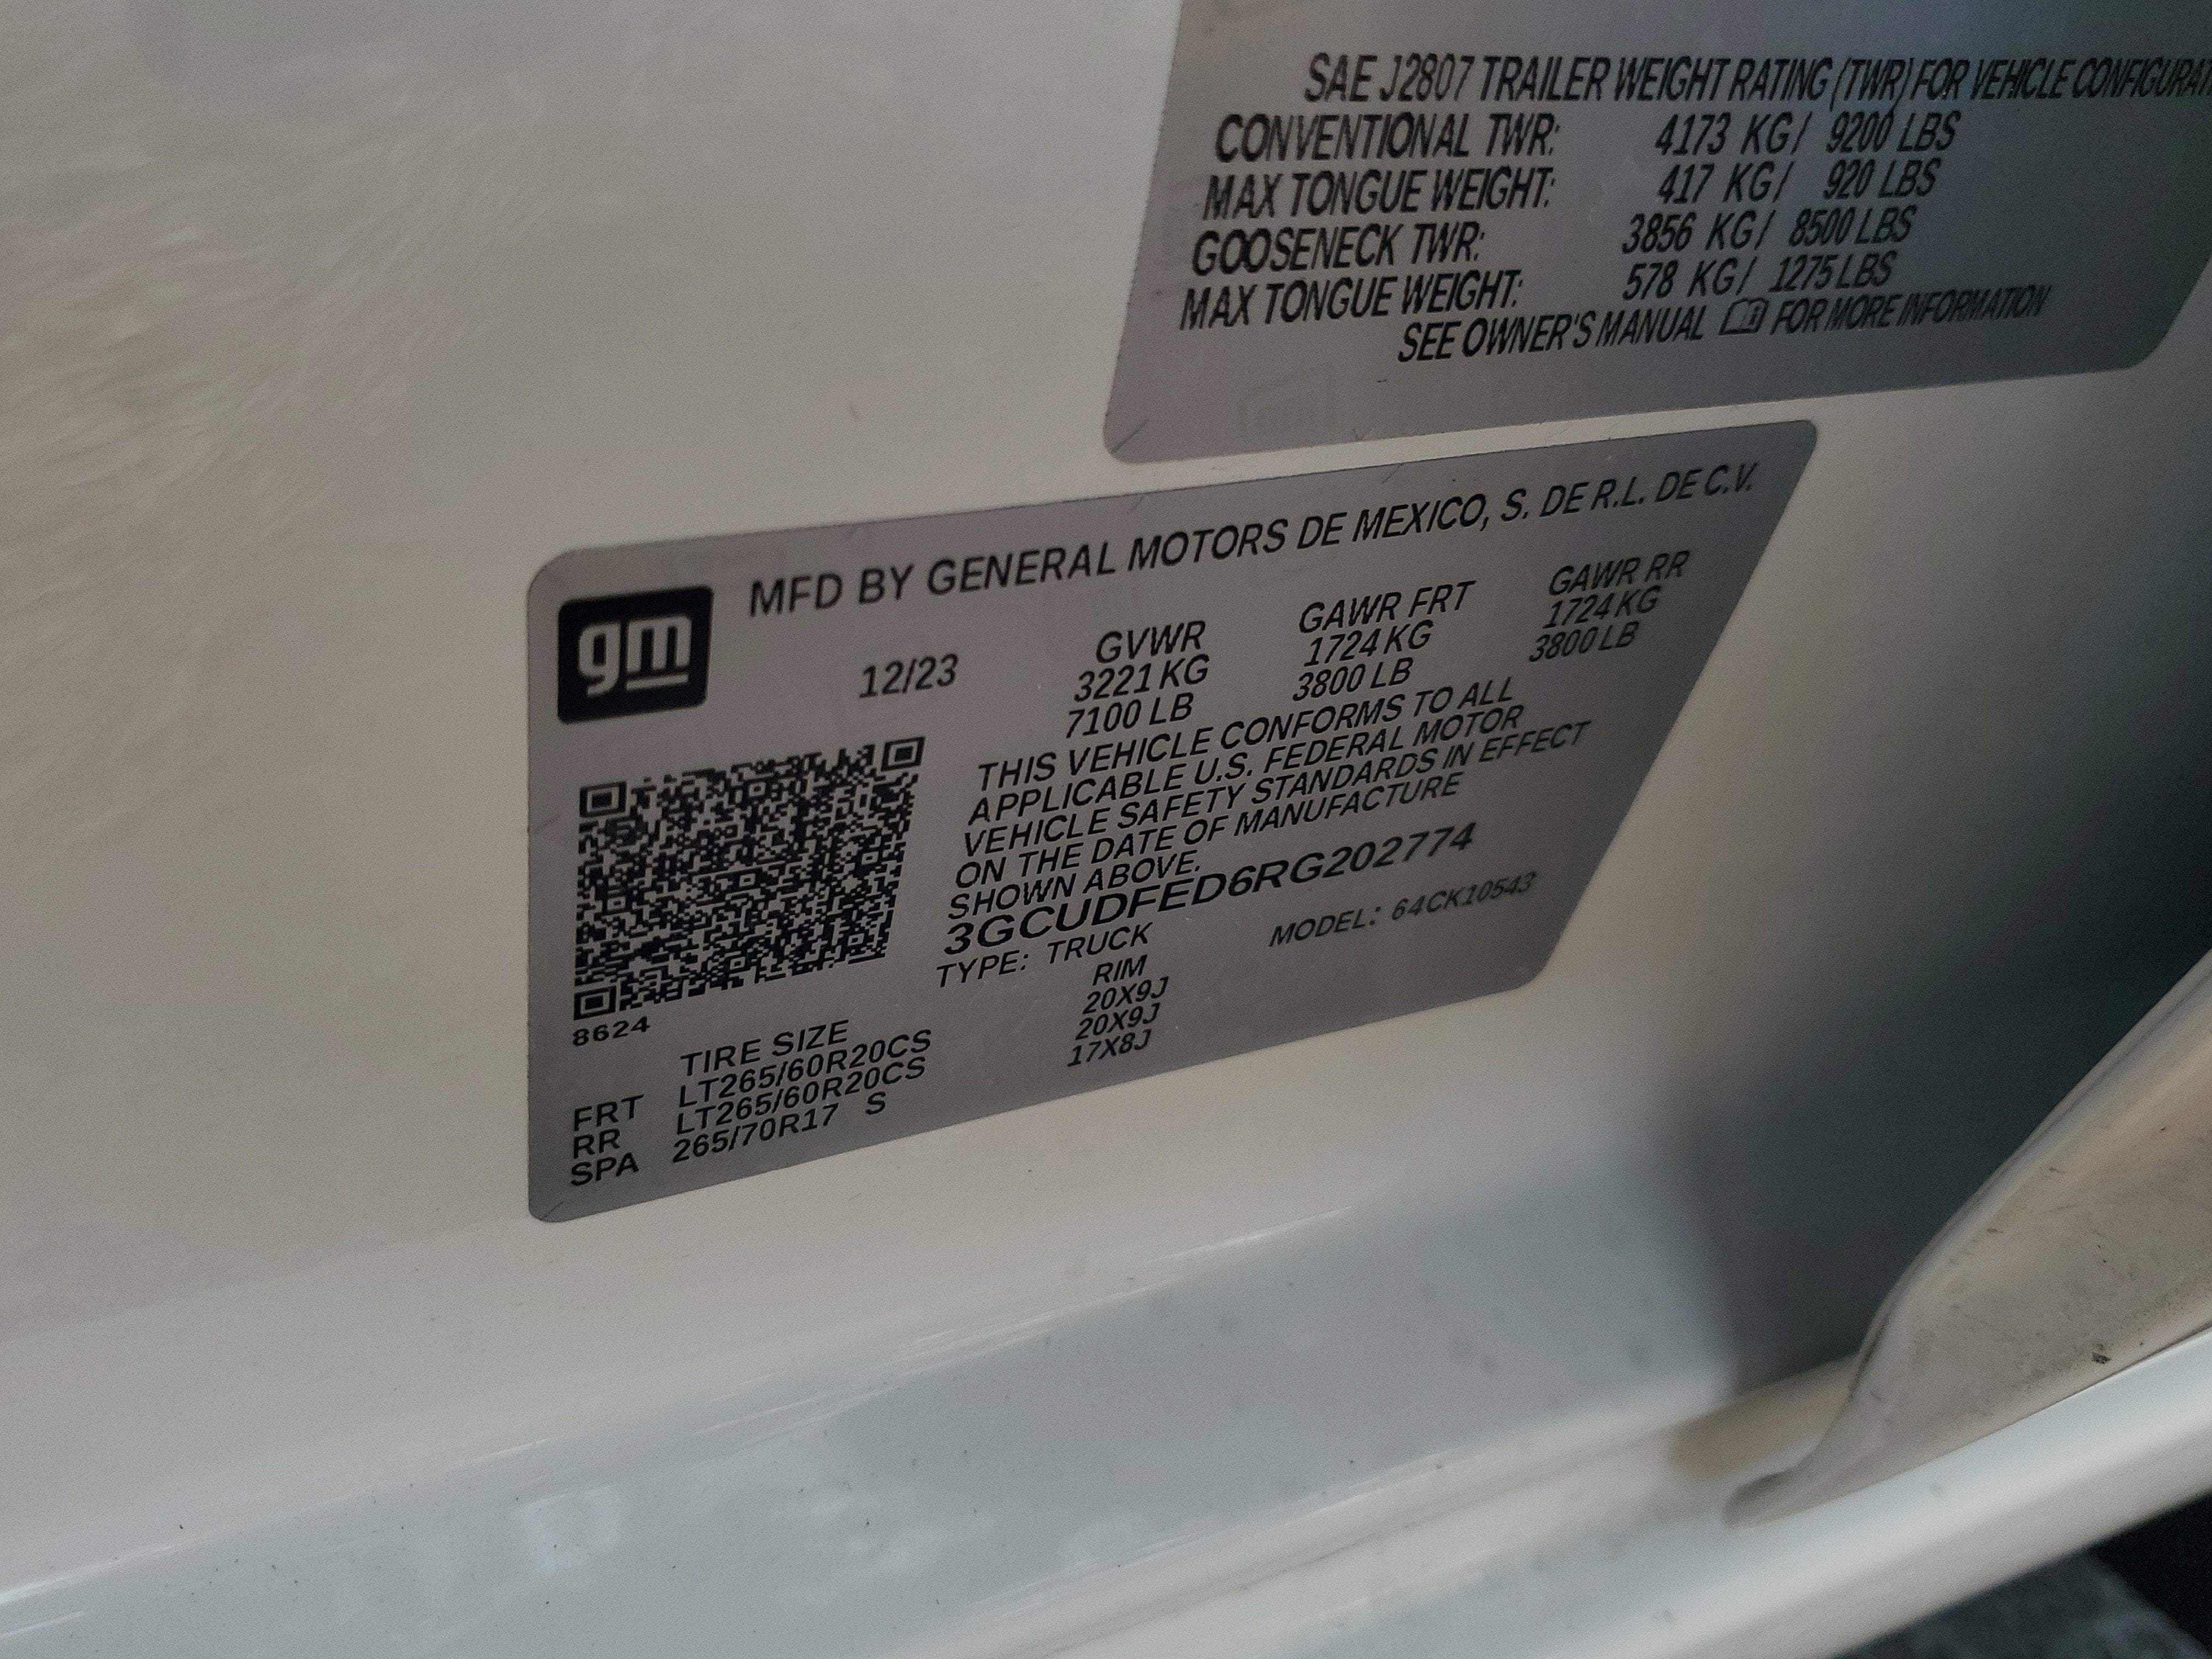 SAE J2807 TRAILER WEIGHT RATING (TWR) FOR VEHICLE CONFIGURAT
CONVENTIONAL TWR: 4173 KG/ 9200 LBS
MAX TONGUE WEIGHT: 417 KG/ 920 LBS
GOOSENECK TWR: 3856 KG/ 8500 LBS
MAX TONGUE WEIGHT: 578 KG/ 1275 LBS
SEE OWNER'S MANUAL FOR MORE INFORMATION
gm
MFD BY GENERAL MOTORS DE MEXICO, S. DE R.L. DE C.V.
12/23 GVWR GAWR FRT GAWR RR
3221 KG 1724 KG 1724 KG
7100 LB 3800 LB 3800 LB
THIS VEHICLE CONFORMS TO ALL
APPLICABLE U.S. FEDERAL MOTOR
VEHICLE SAFETY STANDARDS IN EFFECT
ON THE DATE OF MANUFACTURE
SHOWN ABOVE.
3GCUDFED6RG202774
TYPE: TRUCK MODEL: 64CK10543
8624
TIRE SIZE RIM
FRT LT265/60R20CS 20X9J
RR LT265/60R20CS 20X9J
SPA 265/70R17 S 17X8J